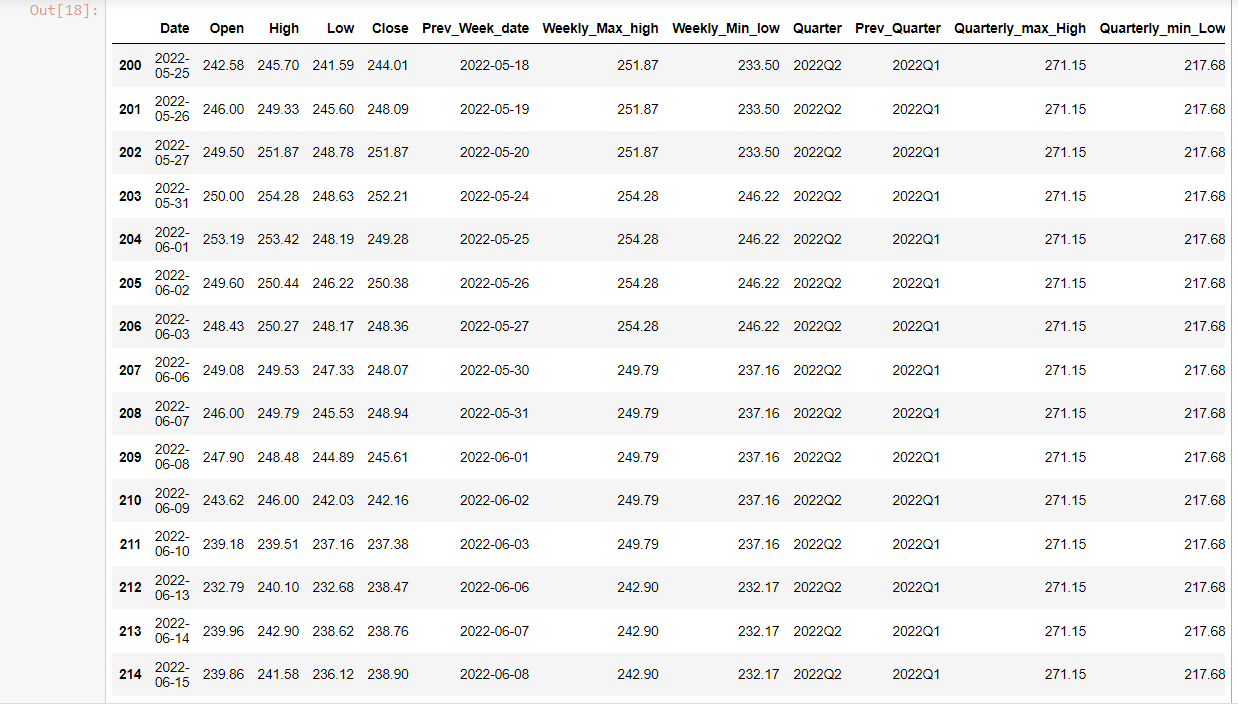 Out[18]:
Date Open High Low Close Prev_Week_date Weekly_Max_high Weekly_Min_low Quarter Prev_Quarter Quarterly_max_High Quarterly_min_Low
200 2022-05-25 242.58 245.70 241.59 244.01 2022-05-18 251.87 233.50 2022Q2 2022Q1 271.15 217.68
201 2022-05-26 246.00 249.33 245.60 248.09 2022-05-19 251.87 233.50 2022Q2 2022Q1 271.15 217.68
202 2022-05-27 249.50 251.87 248.78 251.87 2022-05-20 251.87 233.50 2022Q2 2022Q1 271.15 217.68
203 2022-05-31 250.00 254.28 248.63 252.21 2022-05-24 254.28 246.22 2022Q2 2022Q1 271.15 217.68
204 2022-06-01 253.19 253.42 248.19 249.28 2022-05-25 254.28 246.22 2022Q2 2022Q1 271.15 217.68
205 2022-06-02 249.60 250.44 246.22 250.38 2022-05-26 254.28 246.22 2022Q2 2022Q1 271.15 217.68
206 2022-06-03 248.43 250.27 248.17 248.36 2022-05-27 254.28 246.22 2022Q2 2022Q1 271.15 217.68
207 2022-06-06 249.08 249.53 247.33 248.07 2022-05-30 249.79 237.16 2022Q2 2022Q1 271.15 217.68
208 2022-06-07 246.00 249.79 245.53 248.94 2022-05-31 249.79 237.16 2022Q2 2022Q1 271.15 217.68
209 2022-06-08 247.90 248.48 244.89 245.61 2022-06-01 249.79 237.16 2022Q2 2022Q1 271.15 217.68
210 2022-06-09 243.62 246.00 242.03 242.16 2022-06-02 249.79 237.16 2022Q2 2022Q1 271.15 217.68
211 2022-06-10 239.18 239.51 237.16 237.38 2022-06-03 249.79 237.16 2022Q2 2022Q1 271.15 217.68
212 2022-06-13 232.79 240.10 232.68 238.47 2022-06-06 242.90 232.17 2022Q2 2022Q1 271.15 217.68
213 2022-06-14 239.96 242.90 238.62 238.76 2022-06-07 242.90 232.17 2022Q2 2022Q1 271.15 217.68
214 2022-06-15 239.86 241.58 236.12 238.90 2022-06-08 242.90 232.17 2022Q2 2022Q1 271.15 217.68